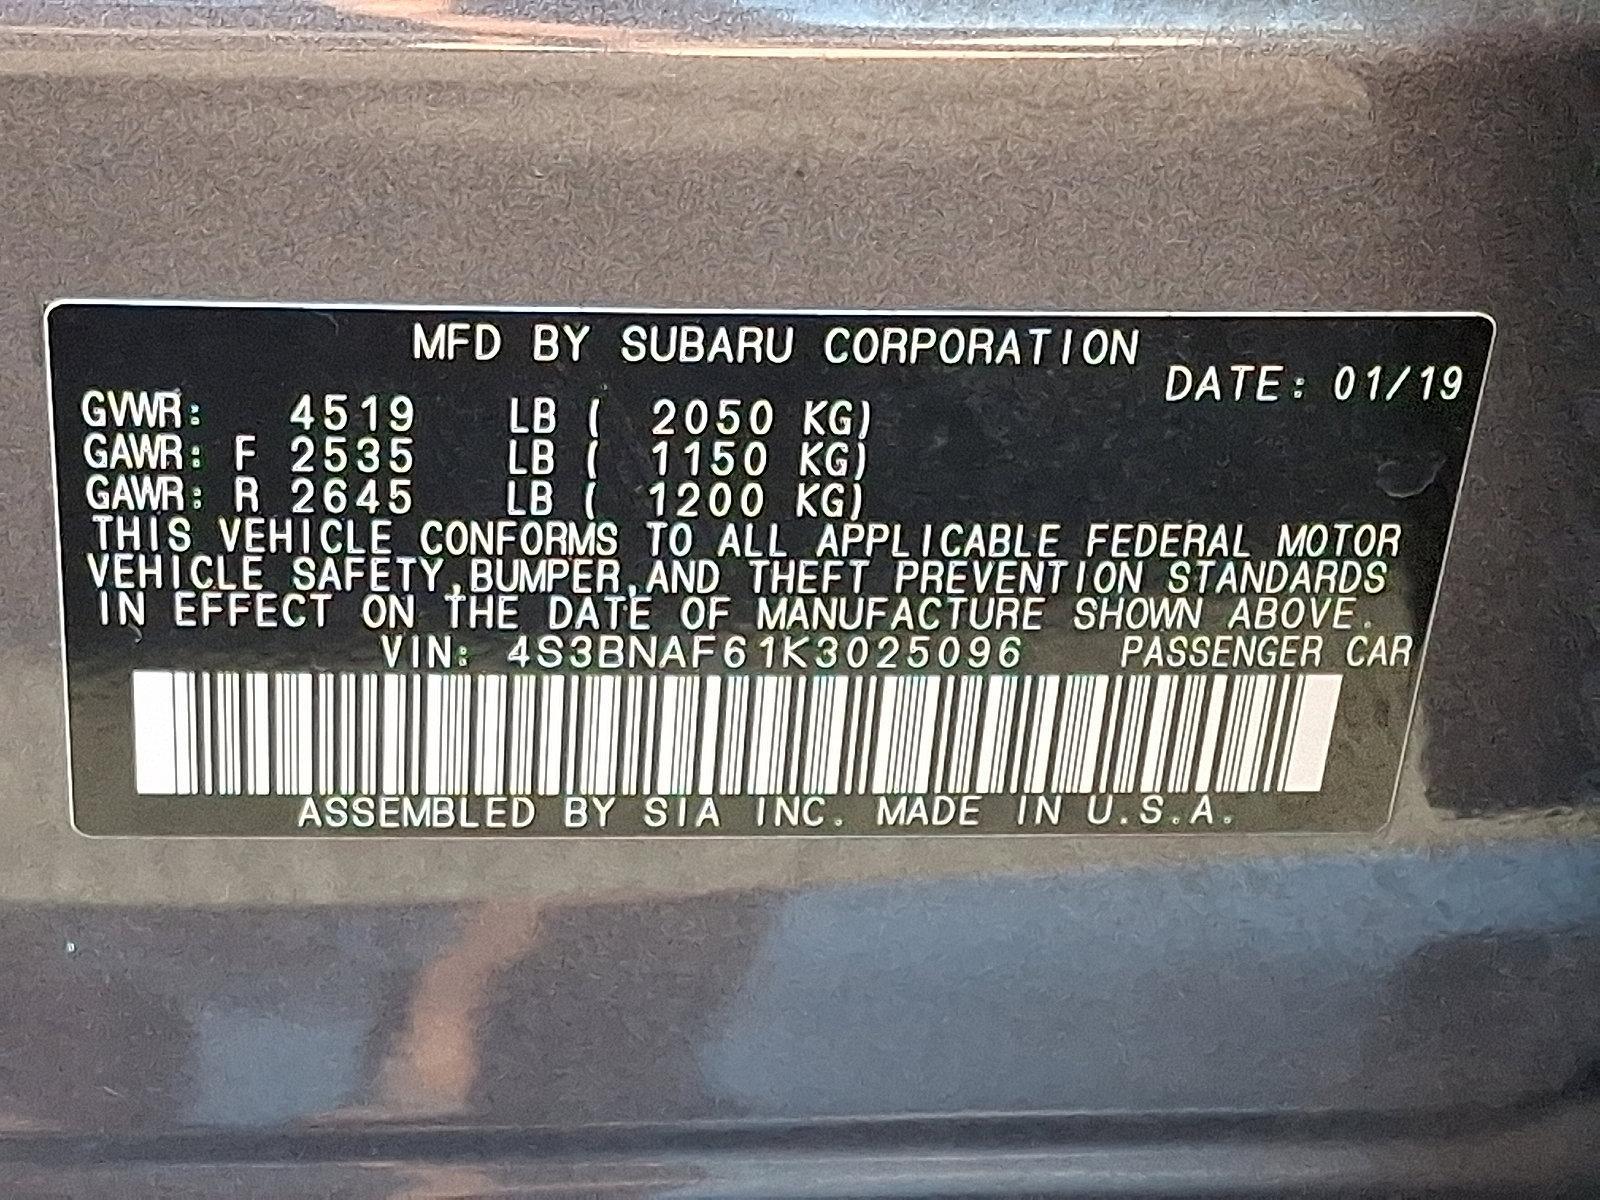 MFD BY SUBARU CORPORATION
DATE: 01/19
GVWR: 4519 LB ( 2050 KG)
GAWR: F 2535 LB ( 1150 KG)
GAWR: R 2645 LB ( 1200 KG)
THIS VEHICLE CONFORMS TO ALL APPLICABLE FEDERAL MOTOR
VEHICLE SAFETY,BUMPER,AND THEFT PREVENTION STANDARDS
IN EFFECT ON THE DATE OF MANUFACTURE SHOWN ABOVE.
VIN: 4S3BNAF61K3025096 PASSENGER CAR
ASSEMBLED BY SIA INC. MADE IN U.S.A.